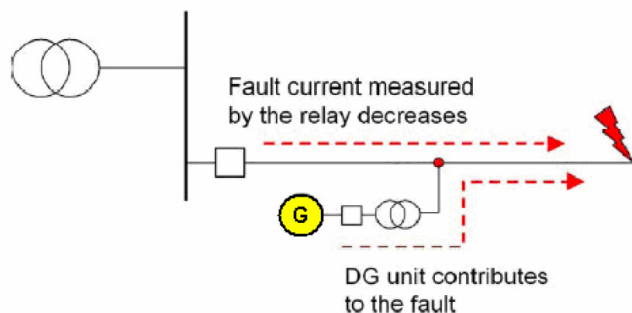 Fault current measured
by the relay decreases
G
DG unit contributes
to the fault